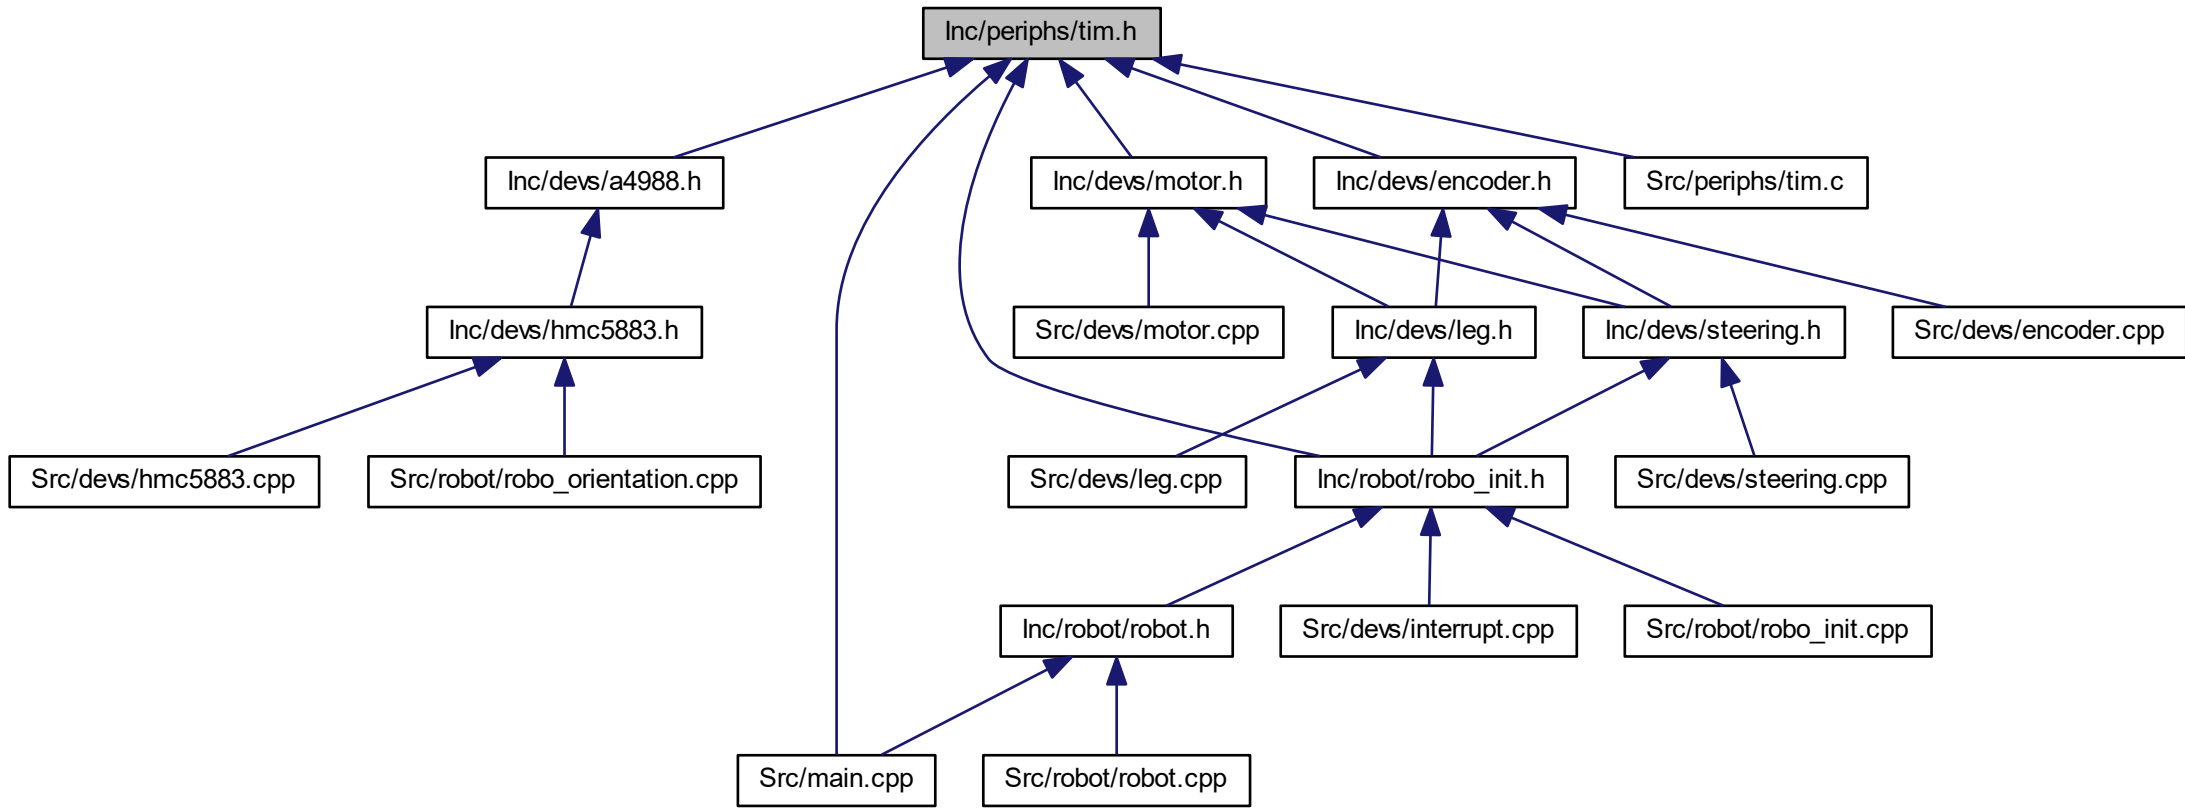 Inc/periphs/tim.h
Inc/devs/a4988.h
Inc/devs/motor.h
Inc/devs/encoder.h
Src/periphs/tim.c
Inc/devs/hmc5883.h
Src/devs/motor.cpp
Inc/devs/leg.h
Inc/devs/steering.h
Src/devs/encoder.cpp
Src/devs/hmc5883.cpp
Src/robot/robo_orientation.cpp
Src/devs/leg.cpp
Inc/robot/robo_init.h
Src/devs/steering.cpp
Inc/robot/robot.h
Src/devs/interrupt.cpp
Src/robot/robo_init.cpp
Src/main.cpp
Src/robot/robot.cpp